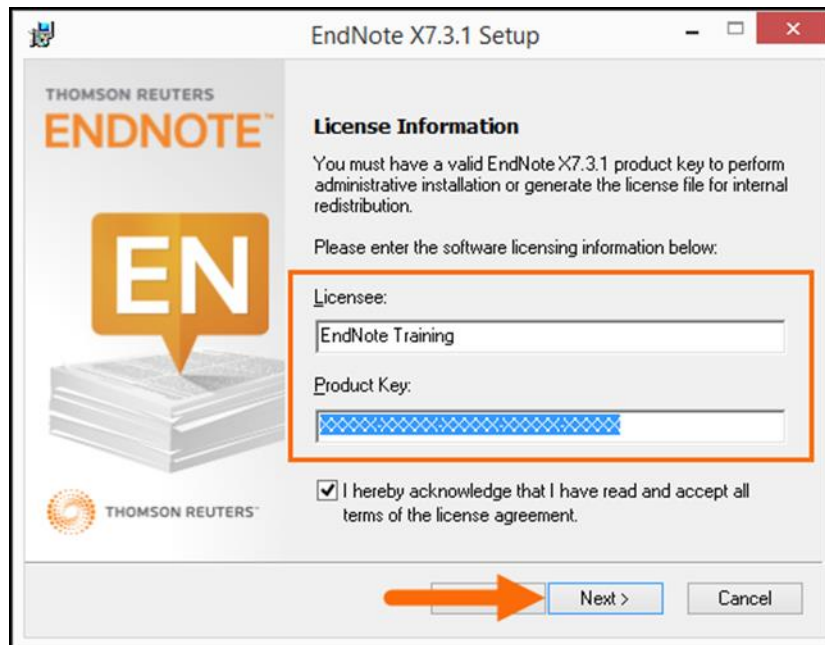 EndNote X7.3.1 Setup
THOMSON REUTERS
ENDNOTE™
EN
THOMSON REUTERS™
License Information
You must have a valid EndNote X7.3.1 product key to perform
administrative installation or generate the license file for internal
redistribution.
Please enter the software licensing information below:
Licensee:
EndNote Training
Product Key:
XXXXX-XXXXX-XXXXX-XXXXX-XXXXX
I hereby acknowledge that I have read and accept all
terms of the license agreement.
Next >
Cancel